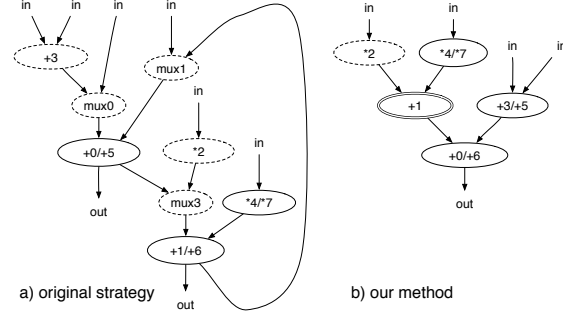 in in in in in in in
+3 mux1 *2 *4/*7 in
mux0 in +1 +3/+5
+0/+5 *2 in +0/+6
out mux3 *4/*7 out
+1/+6
a) original strategy out b) our method